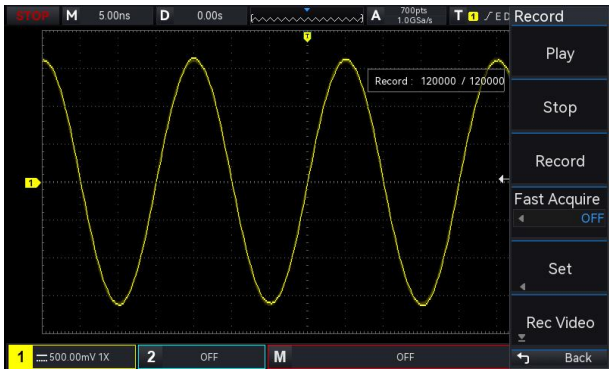 STOP M 5.00ns D 0.00s A 700pts 1.0GSa/s T 1 ED Record
T
Play
Record : 120000 / 120000
Stop
Record
1
Fast Acquire
OFF
Set
Rec Video
1 500.00mV 1X 2 OFF M OFF Back